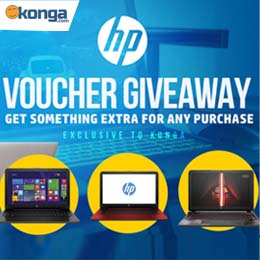 konga
.com
hp
VOUCHER GIVEAWAY
GET SOMETHING EXTRA FOR ANY PURCHASE
EXCLUSIVE TO KONGA
hp